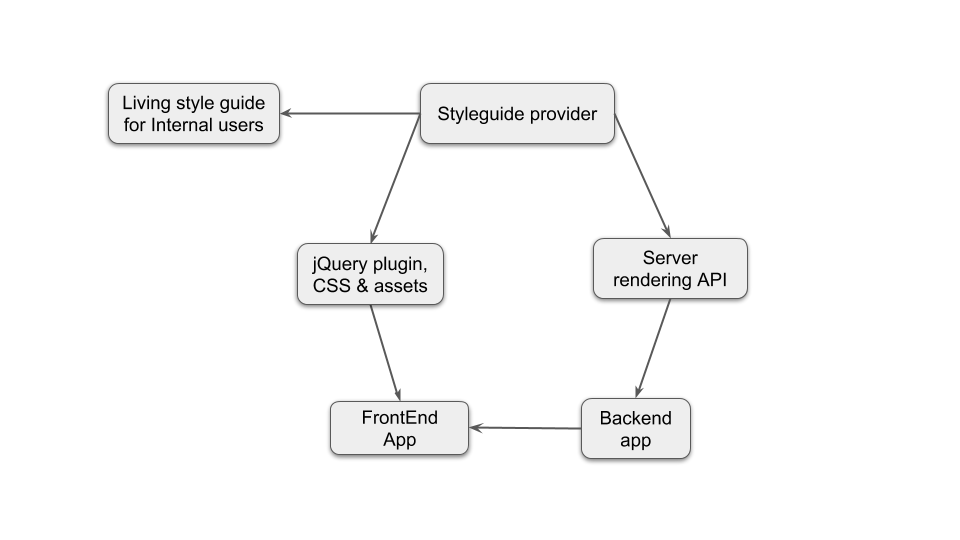 Living style guide
for Internal users
Styleguide provider
jQuery plugin,
CSS & assets
Server
rendering API
FrontEnd
App
Backend
app